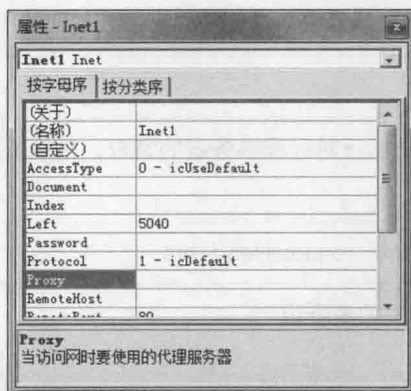 属性 - Inet1
Inet1 Inet
按字母序 按分类序
(关于)
(名称) Inet1
(自定义)
AccessType 0 - icUseDefault
Document
Index
Left 5040
Password
Protocol 1 - icDefault
Proxy
RemoteHost
Proxy
当访问网时要使用的代理服务器